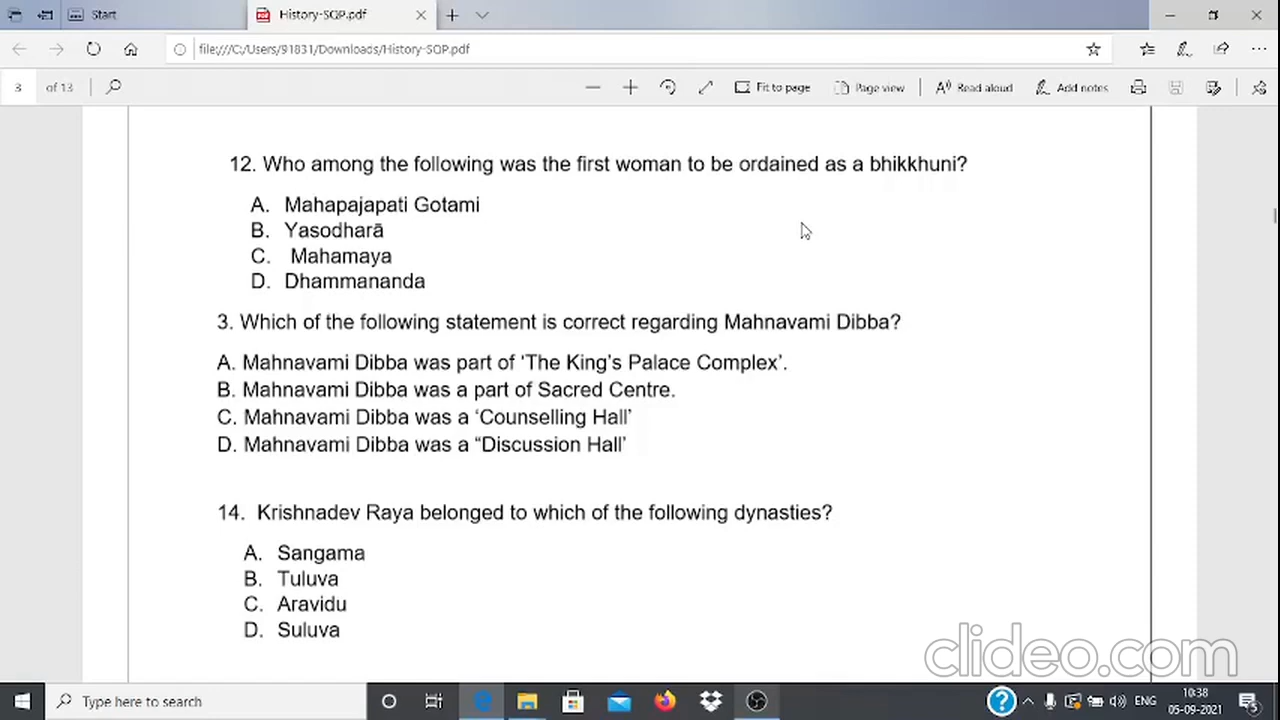 Start
History-SQP.pdf
file:///C:/Users/91831/Downloads/History-SQP.pdf
3 of 13
Fit to page
Page view
Read aloud
Add notes
12. Who among the following was the first woman to be ordained as a bhikkhuni?
A. Mahapajapati Gotami
B. Yasodharā
C. Mahamaya
D. Dhammananda
3. Which of the following statement is correct regarding Mahnavami Dibba?
A. Mahnavami Dibba was part of ‘The King’s Palace Complex’.
B. Mahnavami Dibba was a part of Sacred Centre.
C. Mahnavami Dibba was a ‘Counselling Hall’
D. Mahnavami Dibba was a “Discussion Hall’
14. Krishnadev Raya belonged to which of the following dynasties?
A. Sangama
B. Tuluva
C. Aravidu
D. Suluva
clideo.com
Type here to search
ENG
10:38
05-09-2021
5